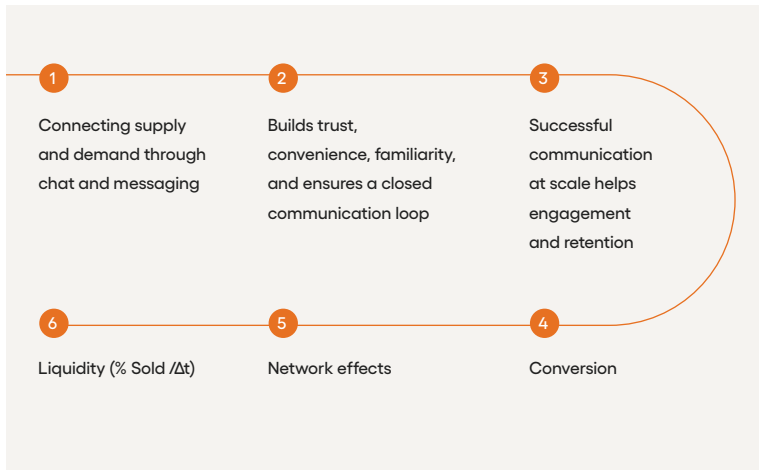 1
Connecting supply
and demand through
chat and messaging
2
Builds trust,
convenience, familiarity,
and ensures a closed
communication loop
3
Successful
communication
at scale helps
engagement
and retention
4
Conversion
5
Network effects
6
Liquidity (% Sold /Δt)